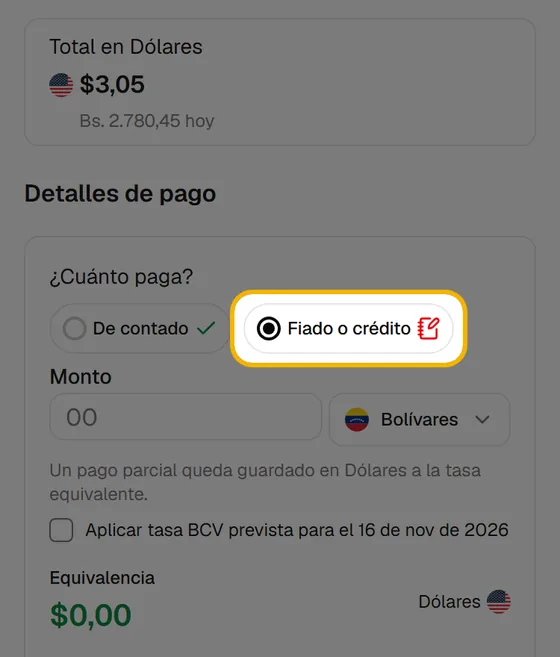 Total en Dólares
$3,05
Bs. 2.780,45 hoy
Detalles de pago
¿Cuánto paga?
De contado
Fiado o crédito
Monto
00
Bolívares
Un pago parcial queda guardado en Dólares a la tasa
equivalente.
Aplicar tasa BCV prevista para el 16 de nov de 2026
Equivalencia
$0,00
Dólares